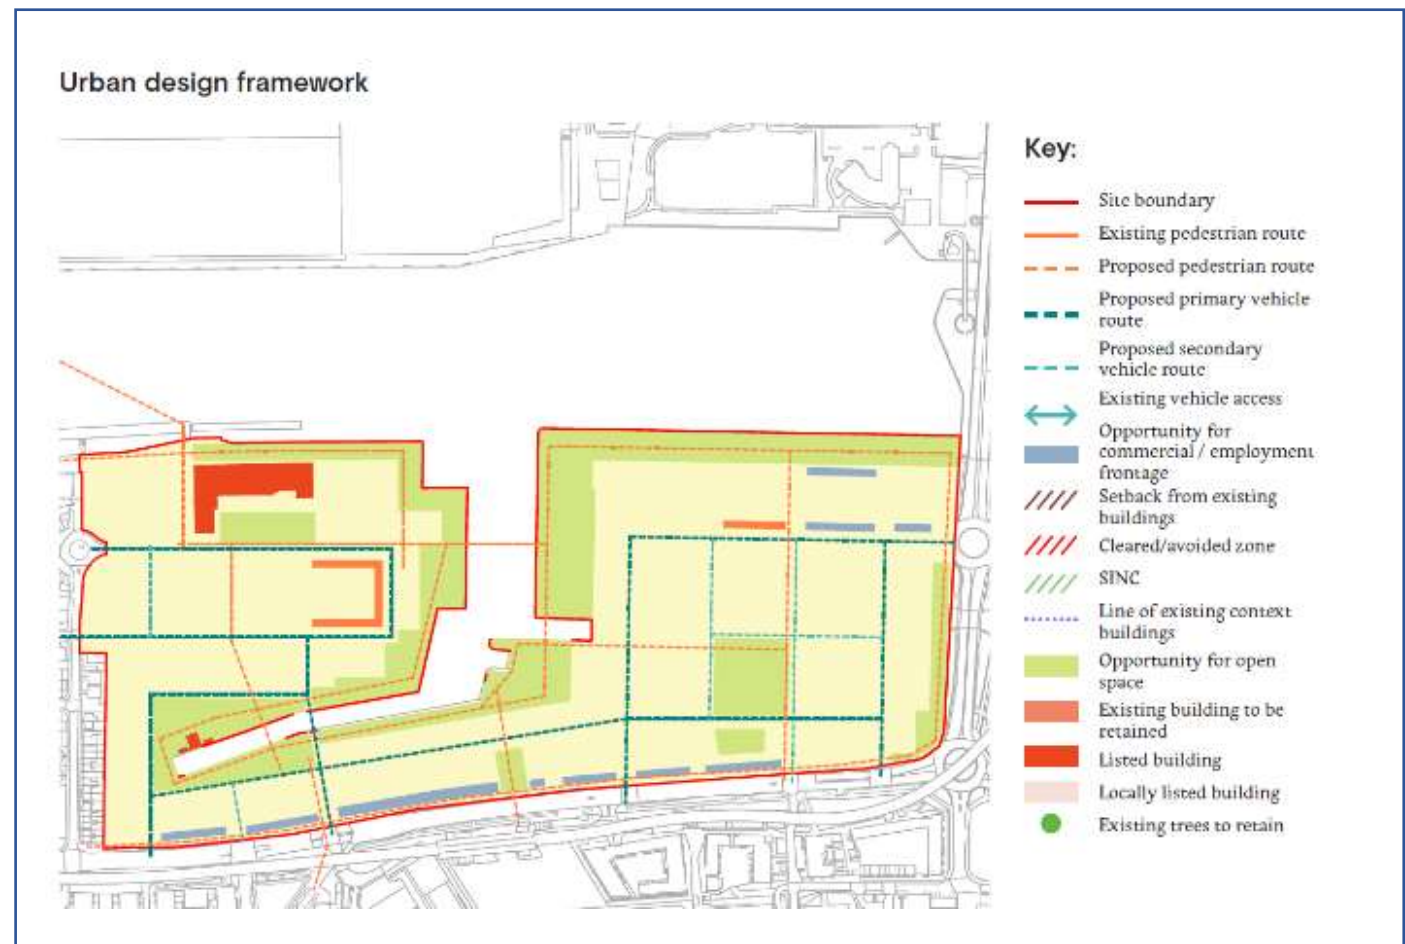 Urban design framework
Key:
Site boundary
Existing pedestrian route
Proposed pedestrian route
Proposed primary vehicle
route
Proposed secondary
vehicle route
Existing vehicle access
Opportunity for
commercial / employment
frontage
Setback from existing
buildings
Cleared/avoided zone
SINC
Line of existing context
buildings
Opportunity for open
space
Existing building to be
retained
Listed building
Locally listed building
Existing trees to retain